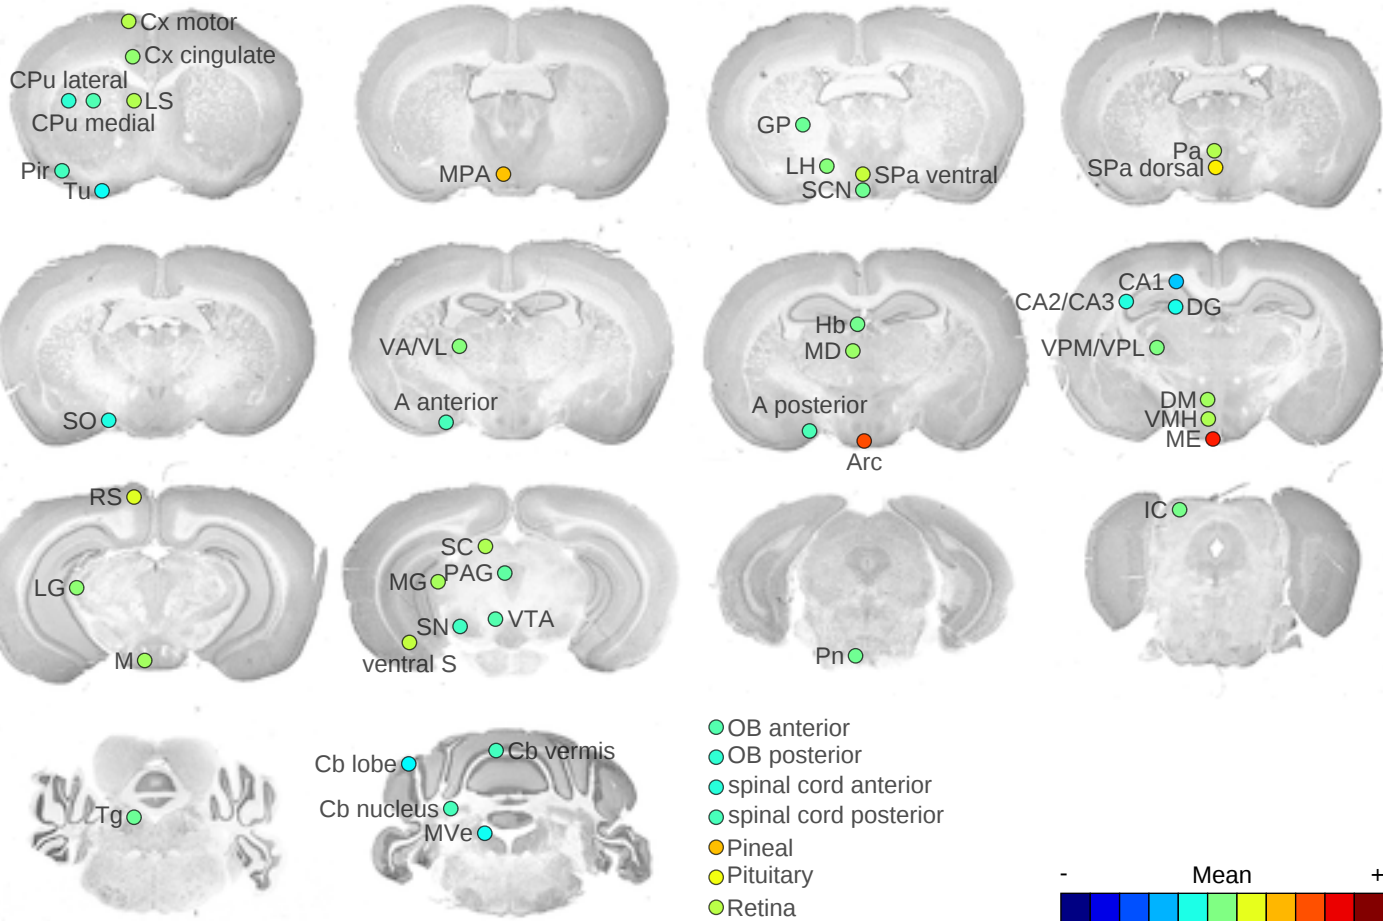 Cx motor
Cx cingulate
CPu lateral
LS
CPu medial
Pir
Tu
MPA
GP
LH
SPa ventral
SCN
Pa
SPa dorsal
SO
VA/VL
A anterior
Hb
MD
A posterior
Arc
CA1
CA2/CA3
DG
VPM/VPL
DM
VMH
ME
RS
LG
M
SC
MG
PAG
SN
VTA
ventral S
Pn
IC
Tg
Cb lobe
Cb vermis
Cb nucleus
MVe
OB anterior
OB posterior
spinal cord anterior
spinal cord posterior
Pineal
Pituitary
Retina
- Mean +